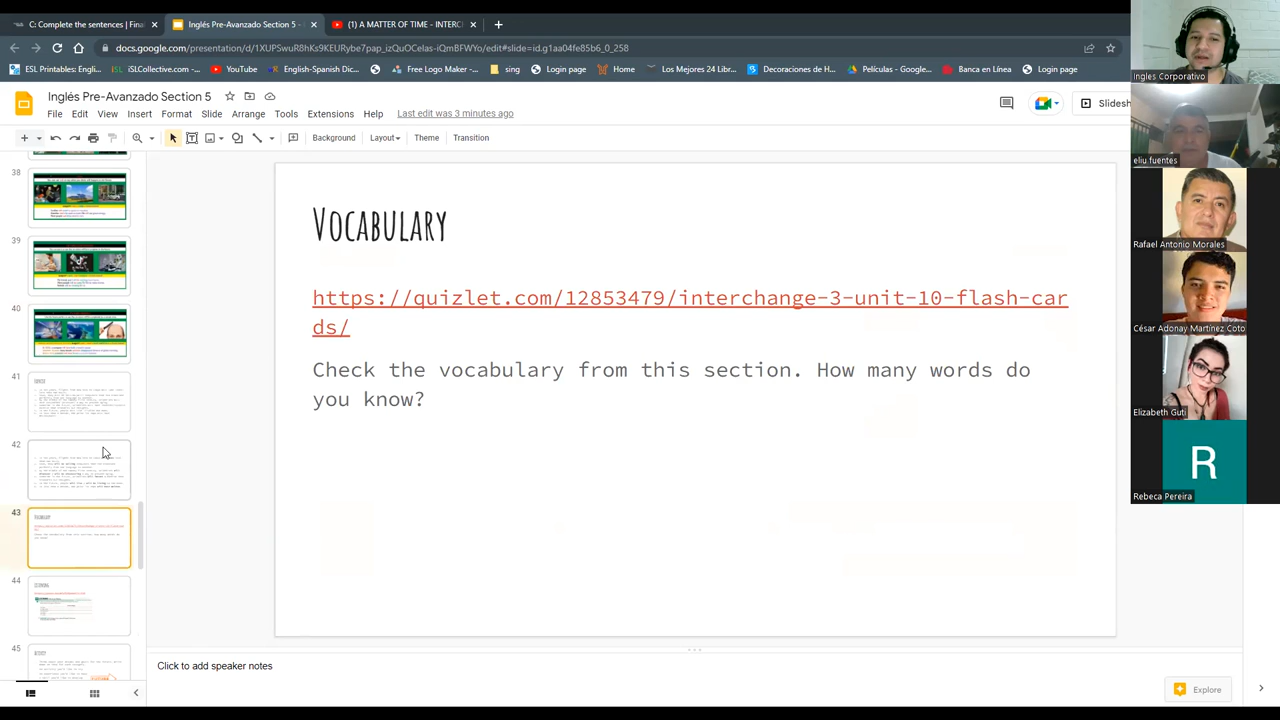 C: Complete the sentences | Final
Inglés Pre-Avanzado Section 5 -
(1) A MATTER OF TIME - INTERC
docs.google.com/presentation/d/1XUPSwuR8hKs9KEURybe7pap_izQuOCelas-iQmBFWYo/edit#slide=id.g1aa04fe85b6_0_258
ESL Printables: Engli...
iSLCollective.com -...
YouTube
English-Spanish Dic...
Free Logo Maker -...
Login page
Home
Los Mejores 24 Libr...
Decoraciones de H...
Películas - Google...
Banca en Línea
Login page
Inglés Pre-Avanzado Section 5
File Edit View Insert Format Slide Arrange Tools Extensions Help
Last edit was 3 minutes ago
Slidesh
Background Layout Theme Transition
38
39
40
41
42
43
Vocabulary
44
Listening
45
Activity
Vocabulary
https://quizlet.com/12853479/interchange-3-unit-10-flash-car
ds/
Check the vocabulary from this section. How many words do
you know?
Click to add speaker notes
Explore
Ingles Corporativo
eliu fuentes
Rafael Antonio Morales
César Adonay Martínez Coto
Elizabeth Guti
R
Rebeca Pereira